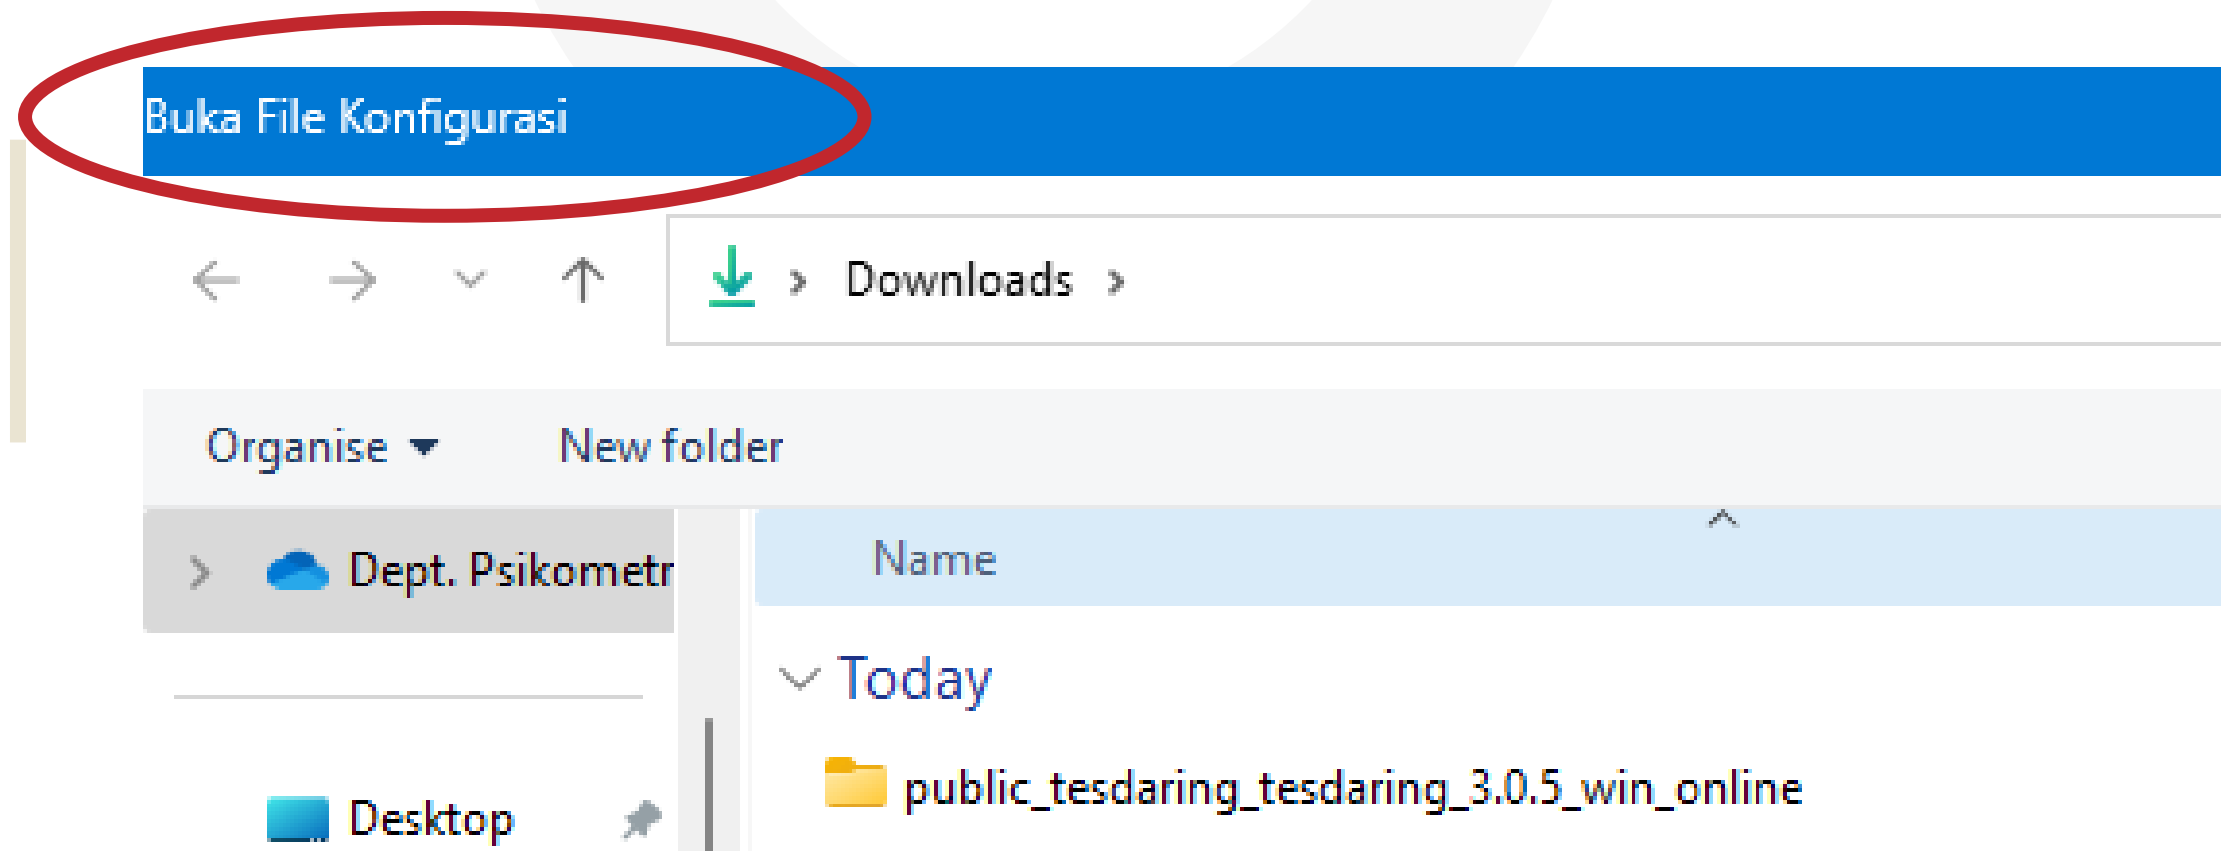 Buka File Konfigurasi
Downloads
Organise New folder
Dept. Psikometr
Name
Today
public_tesdaring_tesdaring_3.0.5_win_online
Desktop